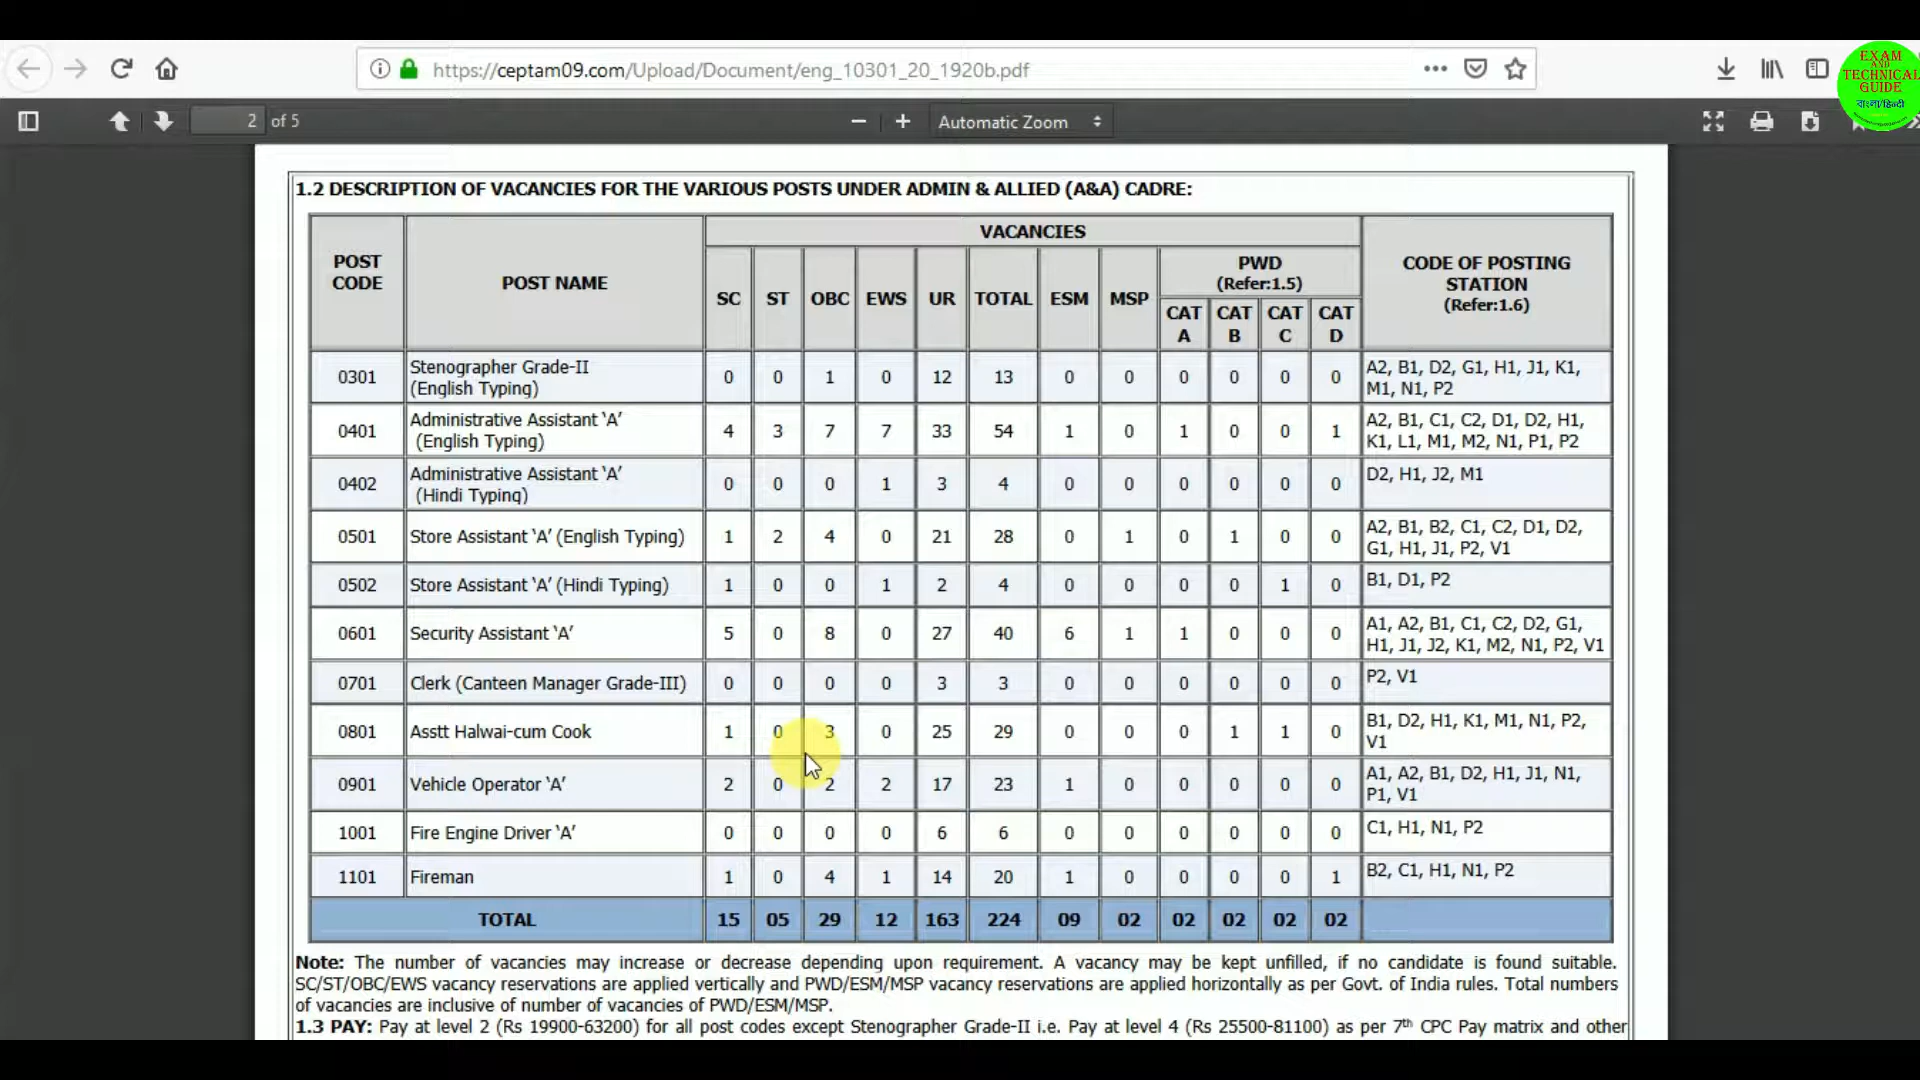 https://ceptam09.com/Upload/Document/eng_10301_20_1920b.pdf
EXAM
AND
TECHNICAL
GUIDE
বাংলা/हिन्दी
2 of 5
Automatic Zoom
1.2 DESCRIPTION OF VACANCIES FOR THE VARIOUS POSTS UNDER ADMIN & ALLIED (A&A) CADRE:
POST CODE POST NAME VACANCIES CODE OF POSTING STATION (Refer:1.6)
SC ST OBC EWS UR TOTAL ESM MSP PWD (Refer:1.5)
CAT A CAT B CAT C CAT D
0301 Stenographer Grade-II (English Typing) 0 0 1 0 12 13 0 0 0 0 0 0 A2, B1, D2, G1, H1, J1, K1, M1, N1, P2
0401 Administrative Assistant ‘A’ (English Typing) 4 3 7 7 33 54 1 0 1 0 0 1 A2, B1, C1, C2, D1, D2, H1, K1, L1, M1, M2, N1, P1, P2
0402 Administrative Assistant ‘A’ (Hindi Typing) 0 0 0 1 3 4 0 0 0 0 0 0 D2, H1, J2, M1
0501 Store Assistant ‘A’ (English Typing) 1 2 4 0 21 28 0 1 0 1 0 0 A2, B1, B2, C1, C2, D1, D2, G1, H1, J1, P2, V1
0502 Store Assistant ‘A’ (Hindi Typing) 1 0 0 1 2 4 0 0 0 0 1 0 B1, D1, P2
0601 Security Assistant ‘A’ 5 0 8 0 27 40 6 1 1 0 0 0 A1, A2, B1, C1, C2, D2, G1, H1, J1, J2, K1, M2, N1, P2, V1
0701 Clerk (Canteen Manager Grade-III) 0 0 0 0 3 3 0 0 0 0 0 0 P2, V1
0801 Asstt Halwai-cum Cook 1 0 3 0 25 29 0 0 0 1 1 0 B1, D2, H1, K1, M1, N1, P2, V1
0901 Vehicle Operator ‘A’ 2 0 2 2 17 23 1 0 0 0 0 0 A1, A2, B1, D2, H1, J1, N1, P1, V1
1001 Fire Engine Driver ‘A’ 0 0 0 0 6 6 0 0 0 0 0 0 C1, H1, N1, P2
1101 Fireman 1 0 4 1 14 20 1 0 0 0 0 1 B2, C1, H1, N1, P2
TOTAL 15 05 29 12 163 224 09 02 02 02 02 02
Note: The number of vacancies may increase or decrease depending upon requirement. A vacancy may be kept unfilled, if no candidate is found suitable.
SC/ST/OBC/EWS vacancy reservations are applied vertically and PWD/ESM/MSP vacancy reservations are applied horizontally as per Govt. of India rules. Total numbers
of vacancies are inclusive of number of vacancies of PWD/ESM/MSP.
1.3 PAY: Pay at level 2 (Rs 19900-63200) for all post codes except Stenographer Grade-II i.e. Pay at level 4 (Rs 25500-81100) as per 7th CPC Pay matrix and other